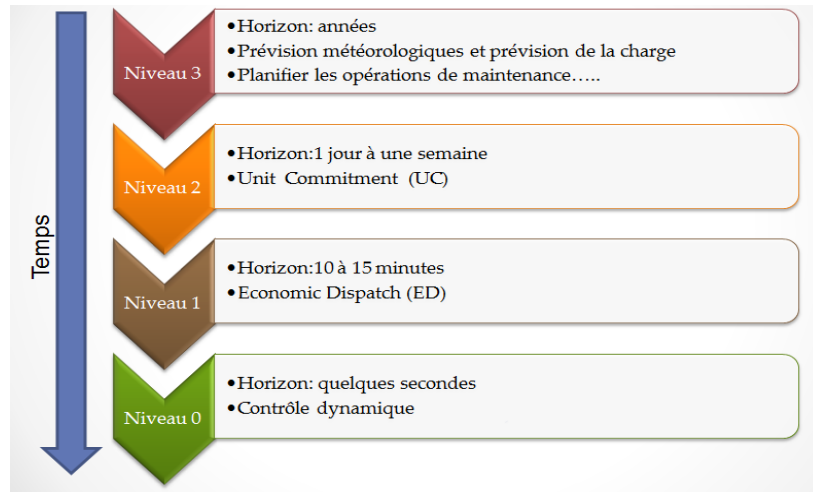 Temps
Niveau 3
•Horizon: années
•Prévision météorologiques et prévision de la charge
•Planifier les opérations de maintenance…..
Niveau 2
•Horizon:1 jour à une semaine
•Unit Commitment (UC)
Niveau 1
•Horizon:10 à 15 minutes
•Economic Dispatch (ED)
Niveau 0
•Horizon: quelques secondes
•Contrôle dynamique